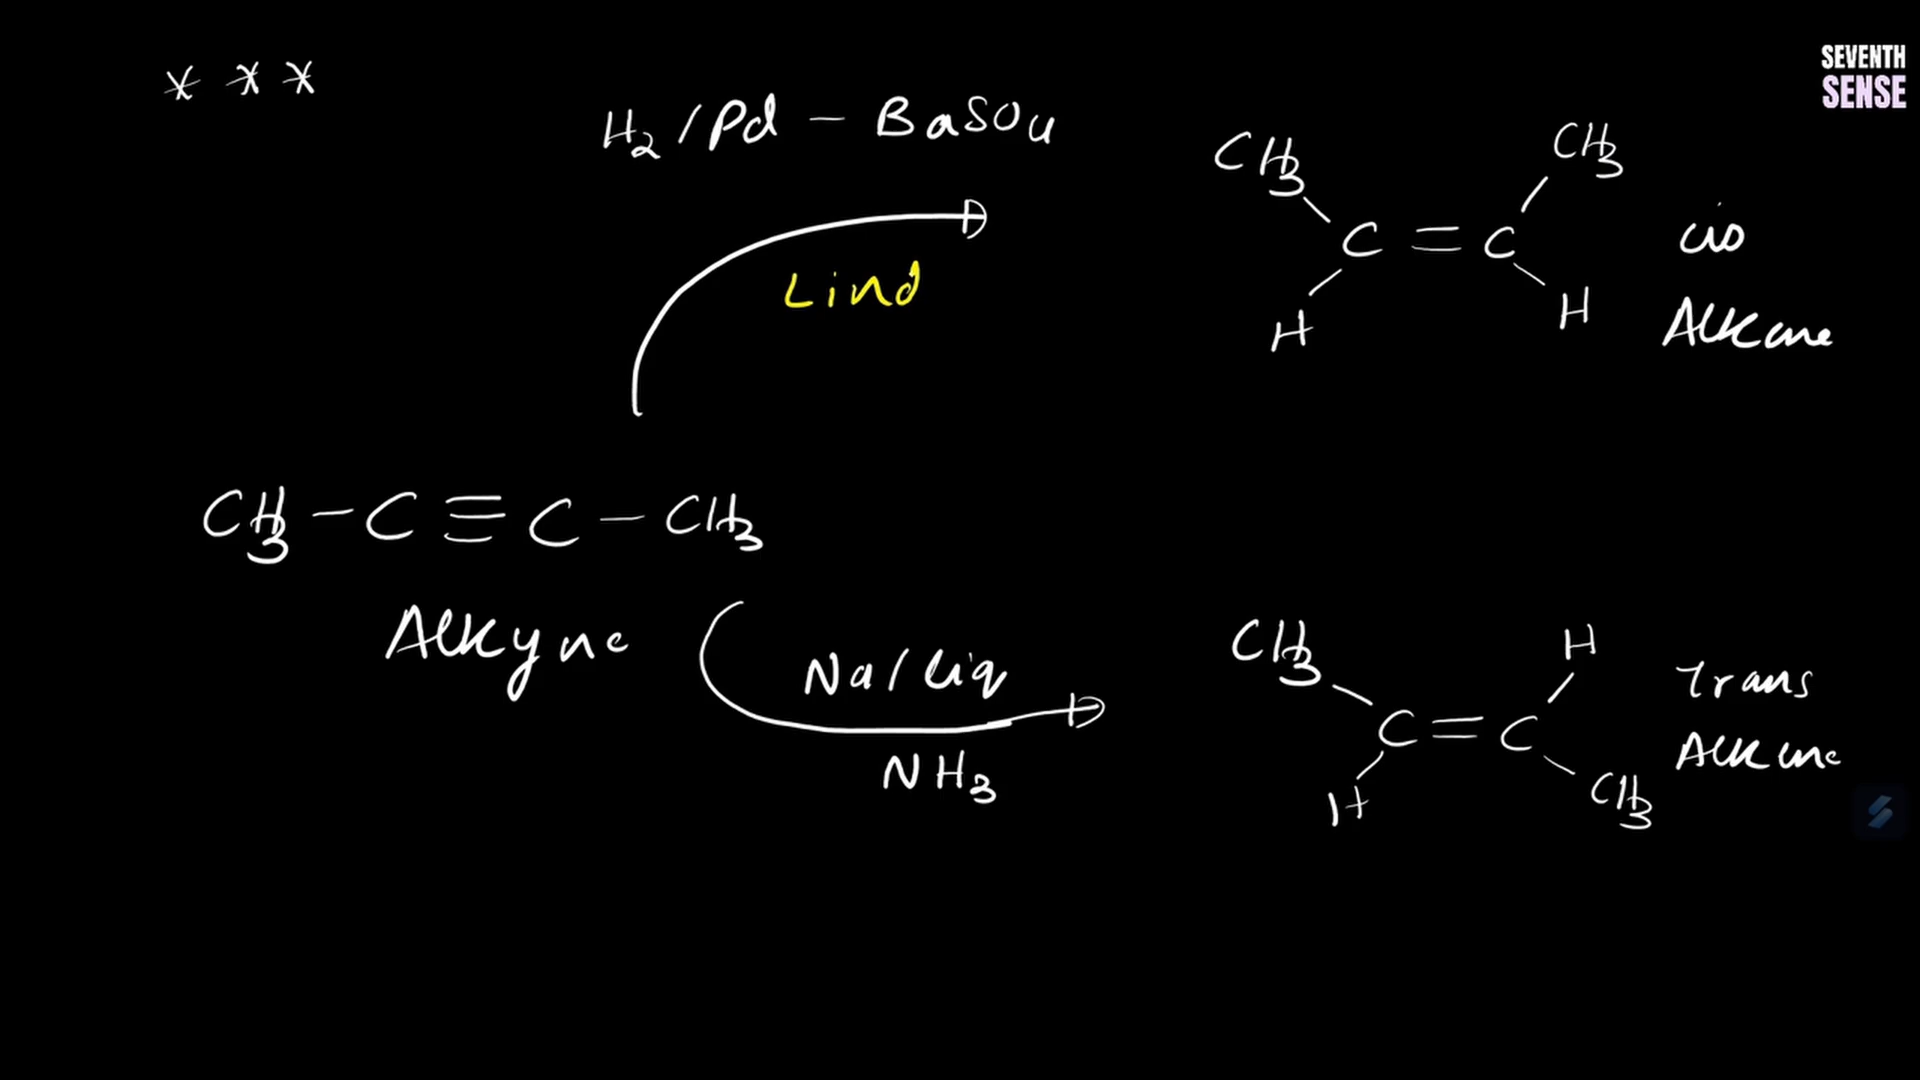 * * *
SEVENTH
SENSE
H2/Pd - BaSO4
Lind
CH3 CH3
C = C
H H
cis
Alkene
CH3 - C ≡ C - CH3
Alkyne
Na/liq
NH3
CH3 H
C = C
H CH3
Trans
Alkene